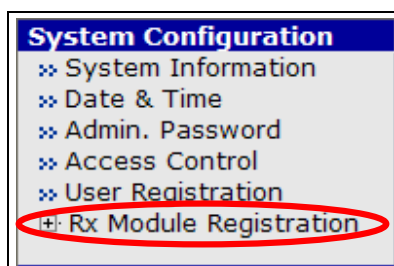 System Configuration
» System Information
» Date & Time
» Admin. Password
» Access Control
» User Registration
Rx Module Registration